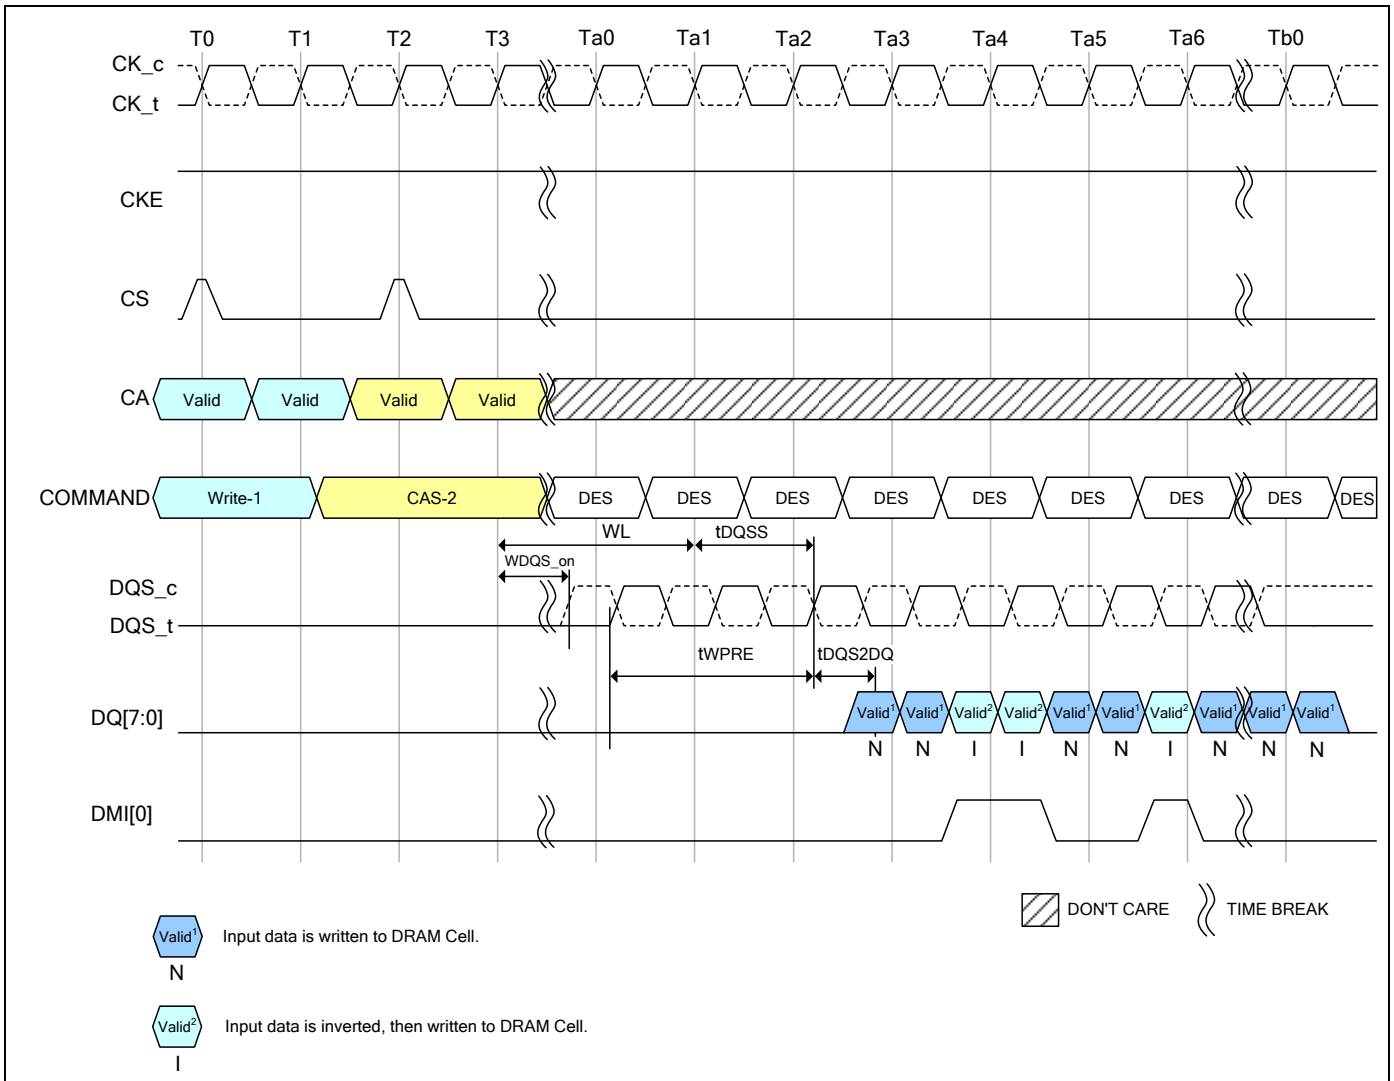 T0 T1 T2 T3 Ta0 Ta1 Ta2 Ta3 Ta4 Ta5 Ta6 Tb0
CK_c
CK_t
CKE
CS
CA Valid Valid Valid Valid
COMMAND Write-1 CAS-2 DES DES DES DES DES DES DES DES DES
WL tDQSS
WDQS_on
DQS_c
DQS_t
tWPRE tDQS2DQ
DQ[7:0] Valid¹ Valid¹ Valid² Valid² Valid¹ Valid¹ Valid² Valid¹ Valid¹ Valid¹
N N I I N N I N N N
DMI[0]
DON'T CARE TIME BREAK
Valid¹ Input data is written to DRAM Cell.
N
Valid² Input data is inverted, then written to DRAM Cell.
I